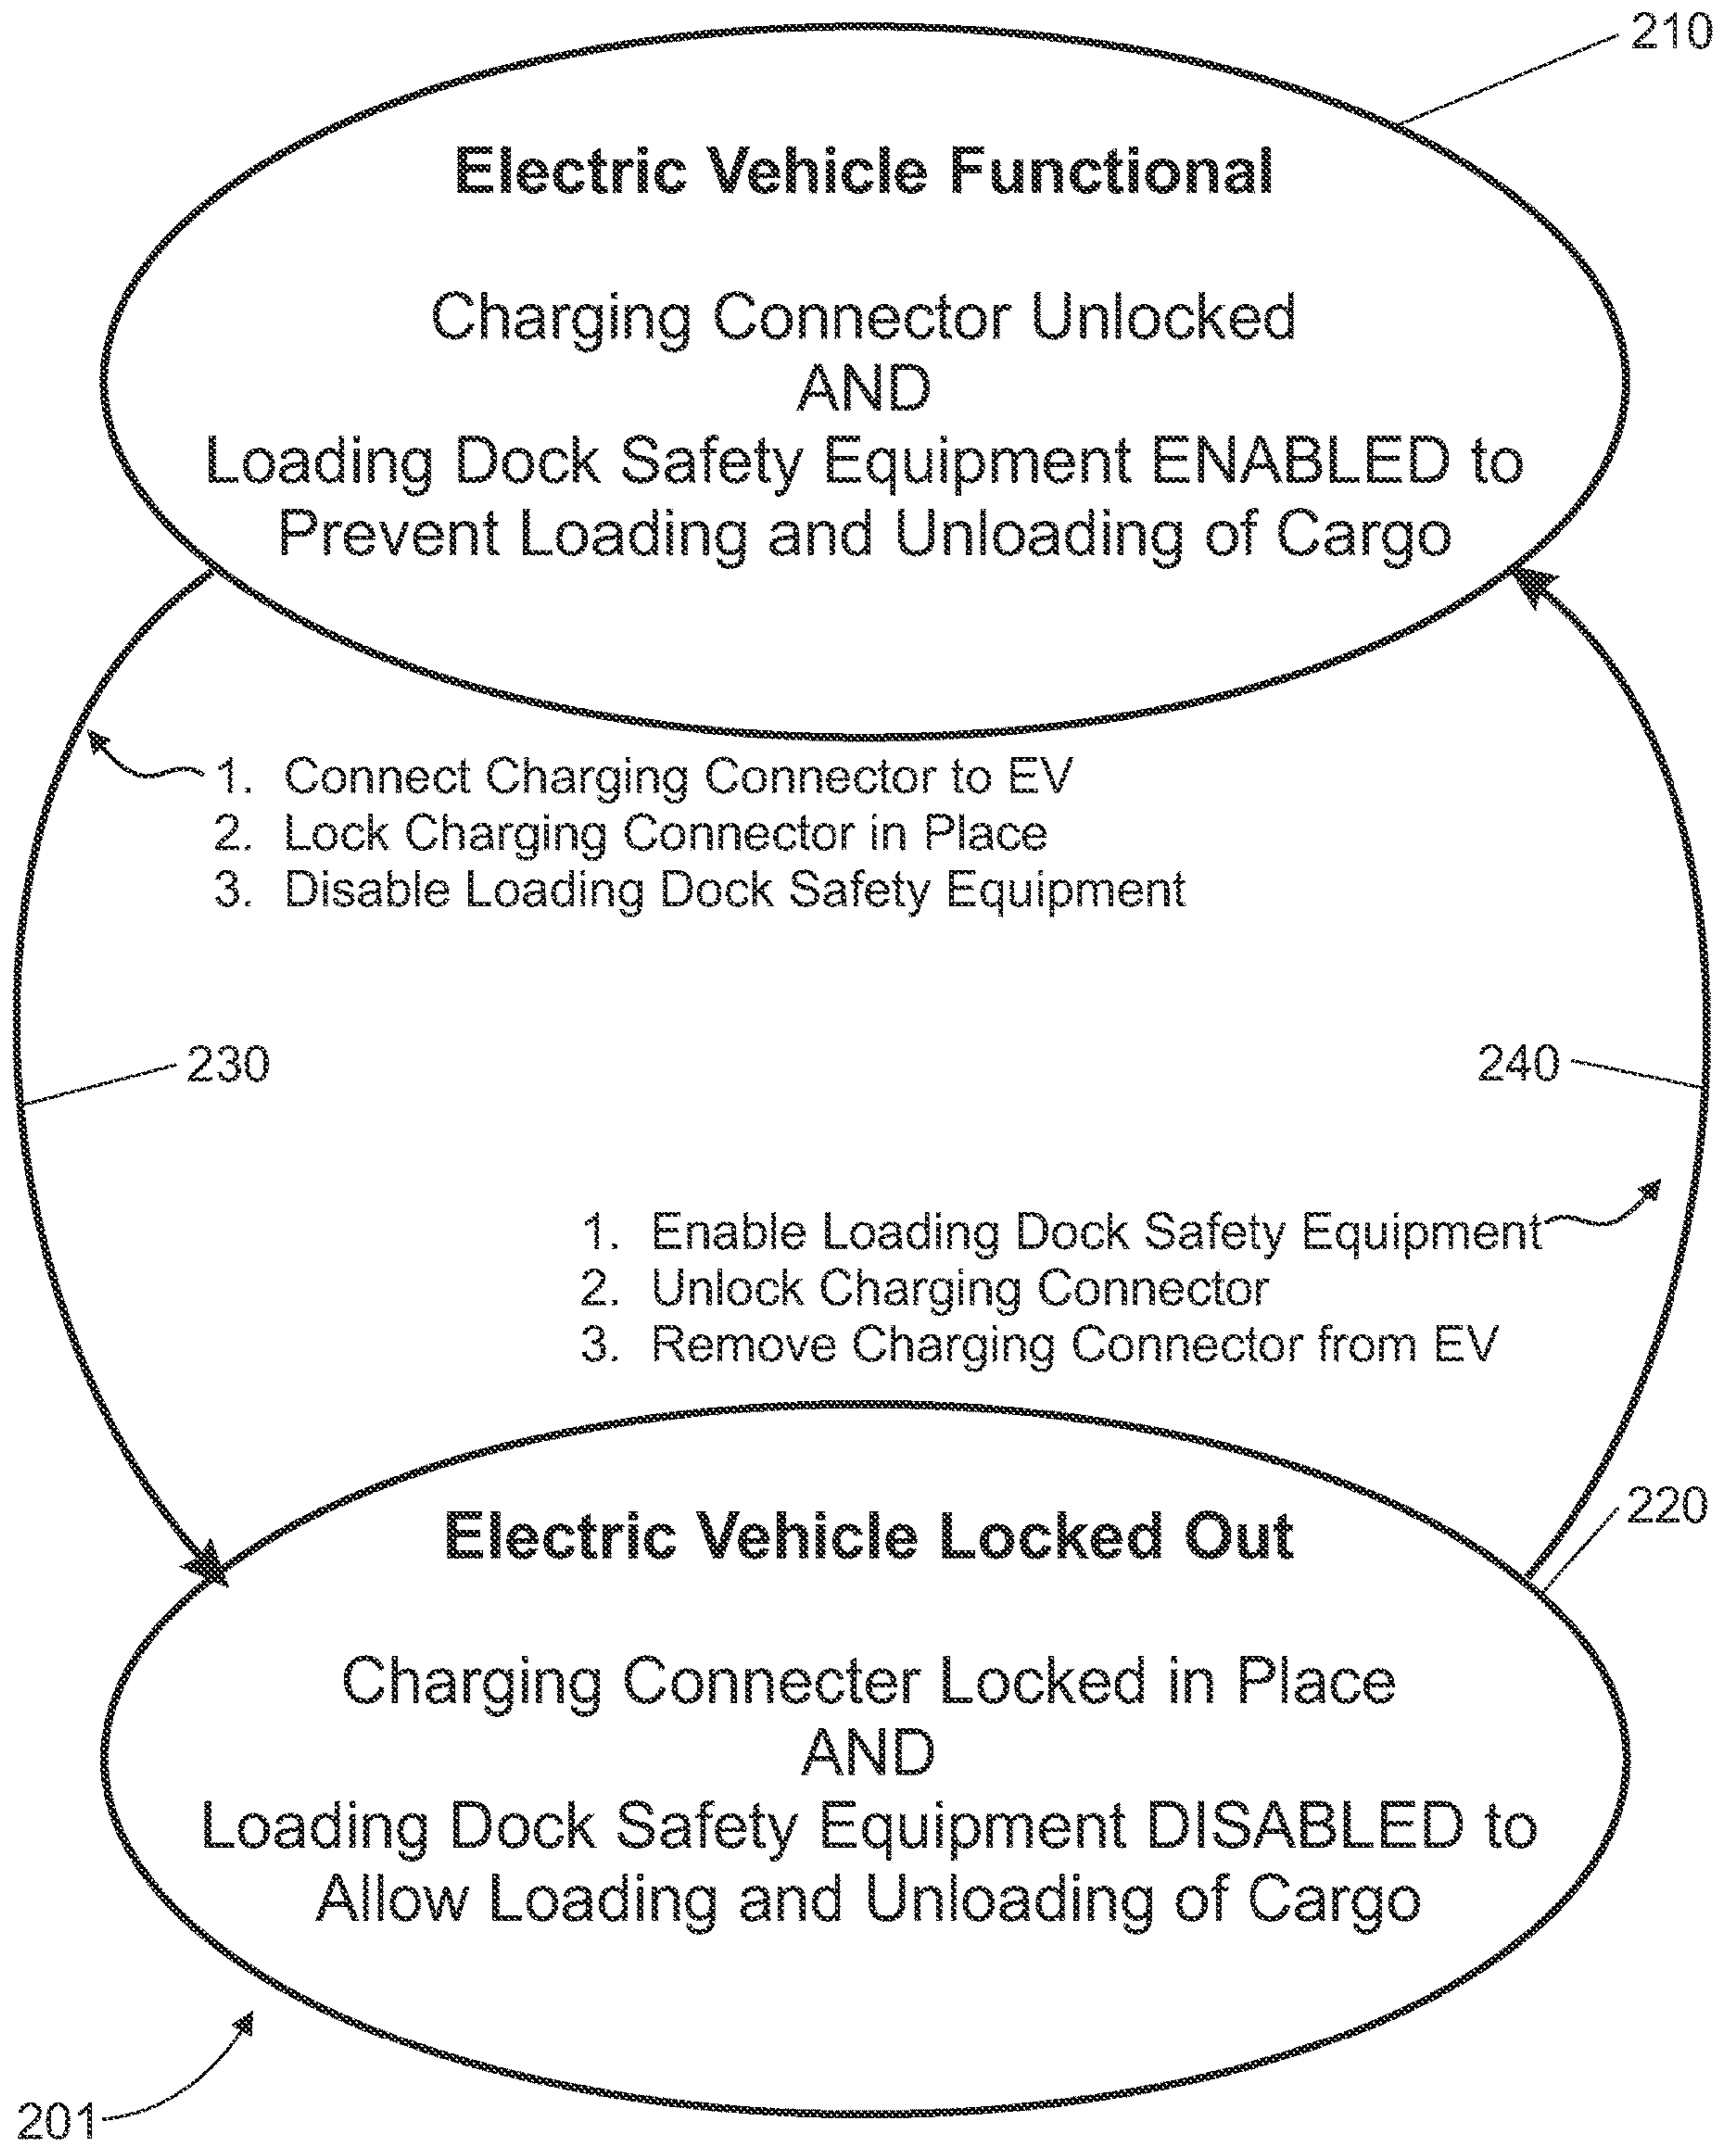 210
Electric Vehicle Functional
Charging Connector Unlocked
AND
Loading Dock Safety Equipment ENABLED to
Prevent Loading and Unloading of Cargo
1. Connect Charging Connector to EV
2. Lock Charging Connector in Place
3. Disable Loading Dock Safety Equipment
230
240
1. Enable Loading Dock Safety Equipment
2. Unlock Charging Connector
3. Remove Charging Connector from EV
220
Electric Vehicle Locked Out
Charging Connecter Locked in Place
AND
Loading Dock Safety Equipment DISABLED to
Allow Loading and Unloading of Cargo
201